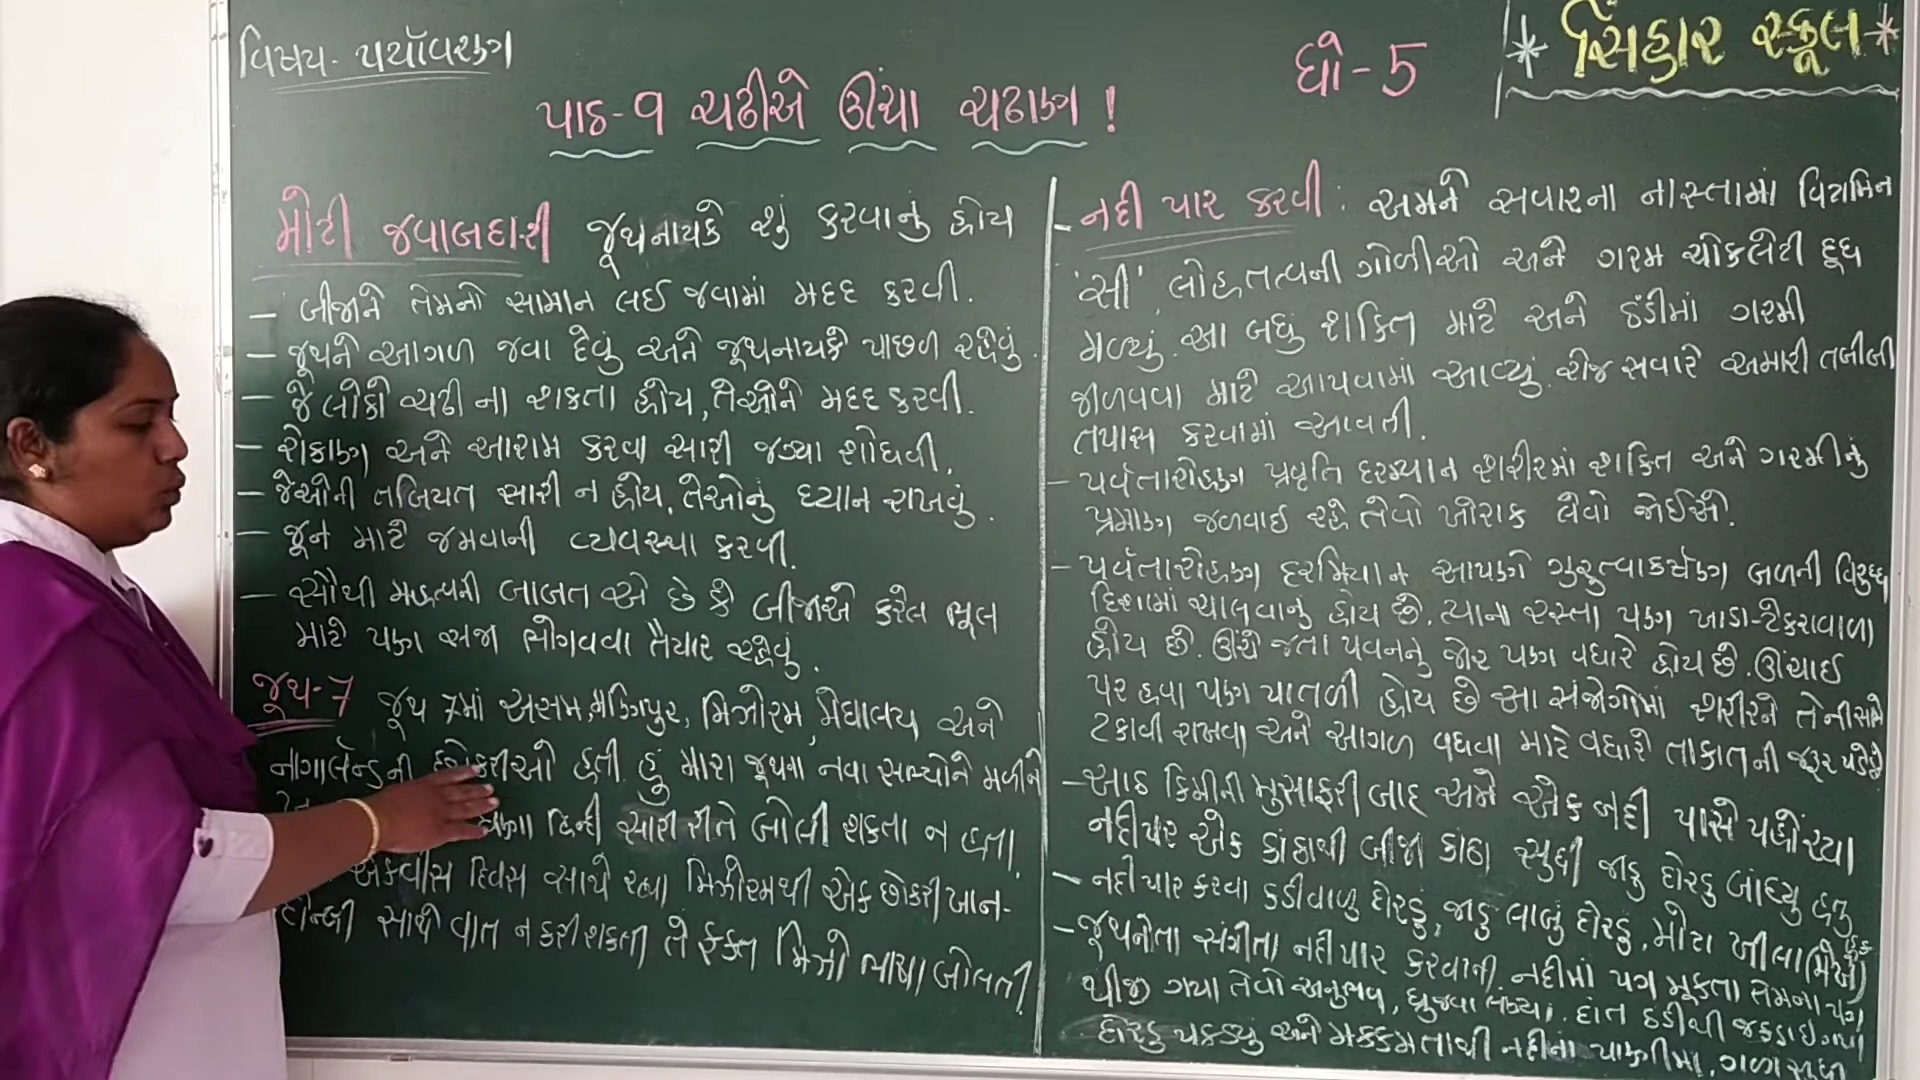 વિષય- પર્યાવરણ
પાઠ-૧ ચઢીએ ઊંચા ચઢાણ !
ધો-5
સિંહાર સ્કૂલ
મોટી જવાબદારી જૂથનાયકે શું કરવાનું હોય
- બીજાને તેમનો સામાન લઈ જવામાં મદદ કરવી.
- જૂથને આગળ જવા દેવું અને જૂથનાયકે પાછળ રહેવું.
- જે લોકો ચઢી ના શકતા હોય, તેઓને મદદ કરવી.
- રોકાણ અને આરામ કરવા સારી જગ્યા શોધવી.
- જેઓની તબિયત સારી ન હોય, તેઓનું ધ્યાન રાખવું.
- જૂન માટે જમવાની વ્યવસ્થા કરવી.
- સૌથી મહત્વની બાબત એ છે કે બીજાએ કરેલ ભૂલ
માટે પણ સજા ભોગવવા તૈયાર રહેવું.
જૂથ-7 જૂથ 7માં અસમ, મણિપુર, મિઝોરમ, મેઘાલય અને
નાગાલૅન્ડની છોકરીઓ હતી. હું મારા જૂથના નવા સભ્યોને મળીને
હિન્દી સારી રીતે બોલી શકતા ન હતા.
એકવીસ દિવસ સાથે રહ્યા મિઝોરમથી એક છોકરી ખાન-
દોન્બી સાથે વાત ન કરી શકતી તે ફક્ત મિઝો ભાષા બોલતી
- નદી પાર કરવી : અમને સવારના નાસ્તામાં વિટામિન
'સી', લોહતત્વની ગોળીઓ અને ગરમ ચોકલેટી દૂધ
મળ્યું. આ બધું શક્તિ માટે અને ઠંડીમાં ગરમી
જાળવવા માટે આપવામાં આવ્યું. રોજ સવારે અમારી તબીબી
તપાસ કરવામાં આવતી.
- પર્વતારોહણ પ્રવૃતિ દરમ્યાન શરીરમાં શક્તિ અને ગરમીનું
પ્રમાણ જળવાઈ રહે તેવો ખોરાક લેવો જોઈએ.
- પર્વતારોહણ દરમિયાન આપણે ગુરુત્વાકર્ષણ બળની વિરુધ્ધ
દિશામાં ચાલવાનું હોય છે. ત્યાના રસ્તા પણ ખાડા-ટેકરાવાળા
હોય છે. ઊંચે જતા પવનનું જોર પણ વધારે હોય છે. ઊંચાઈ
પર હવા પણ પાતળી હોય છે આ સંજોગોમાં શરીરને તેની સામે
ટકાવી રાખવા અને આગળ વધવા માટે વધારે તાકાતની જરૂર પડે છે
- આઠ કિમીની મુસાફરી બાદ અમે એક નદી પાસે પહોંચ્યા
નદી પર એક કાંઠાથી બીજા કાંઠા સુધી જાડુ દોરડુ બાંધ્યુ હતુ
- નદી પાર કરવા કડીવાળુ દોરડું, જાડુ લાબું દોરડું, મોટા ખીલા (મેખ) હુક
- જૂથનેતા સંગીતા નદી પાર કરવાની. નદીમાં પગ મૂકતા તેમના પગ
થીજી ગયા તેવો અનુભવ, ધ્રુજવા લાગ્યા. દાંત ઠંડીથી જકડાઇ ગયા
દોરડુ પકડ્યું અને મક્કમતાથી નદીના પાણીમાં, ગળા સુધી